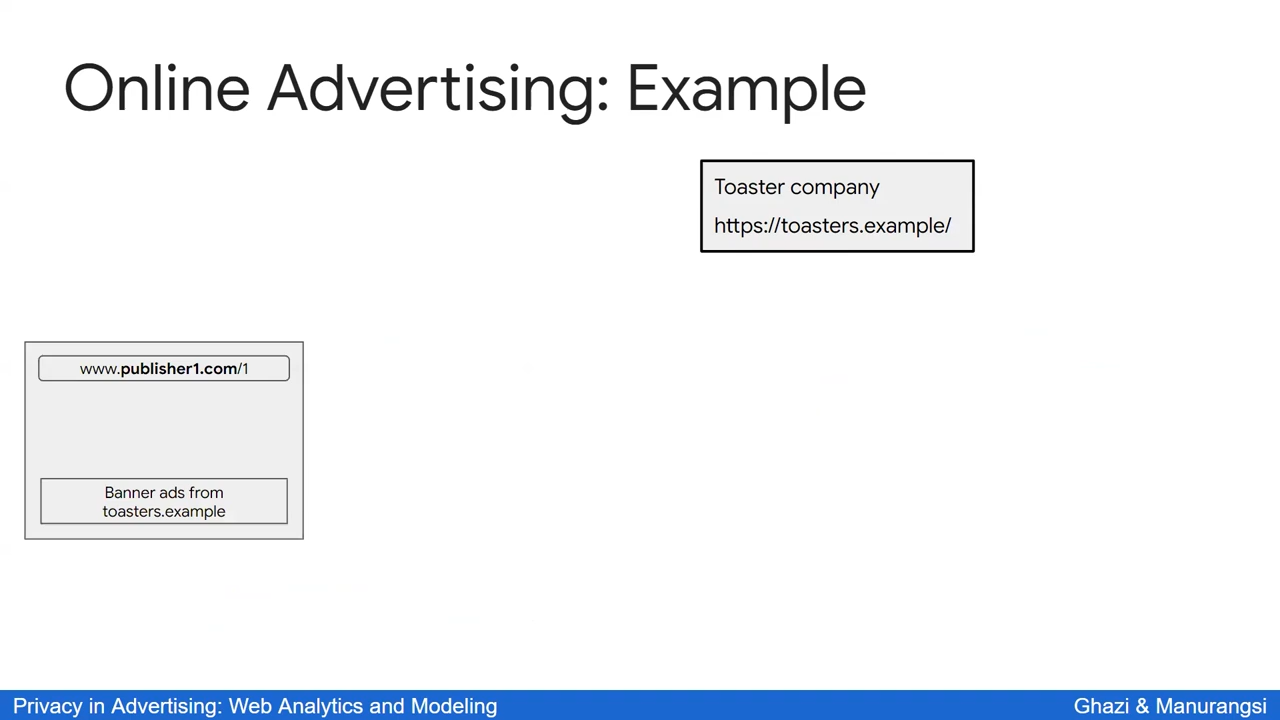 Online Advertising: Example
Toaster company
https://toasters.example/
www.publisher1.com/1
Banner ads from
toasters.example
Privacy in Advertising: Web Analytics and Modeling
Ghazi & Manurangsi